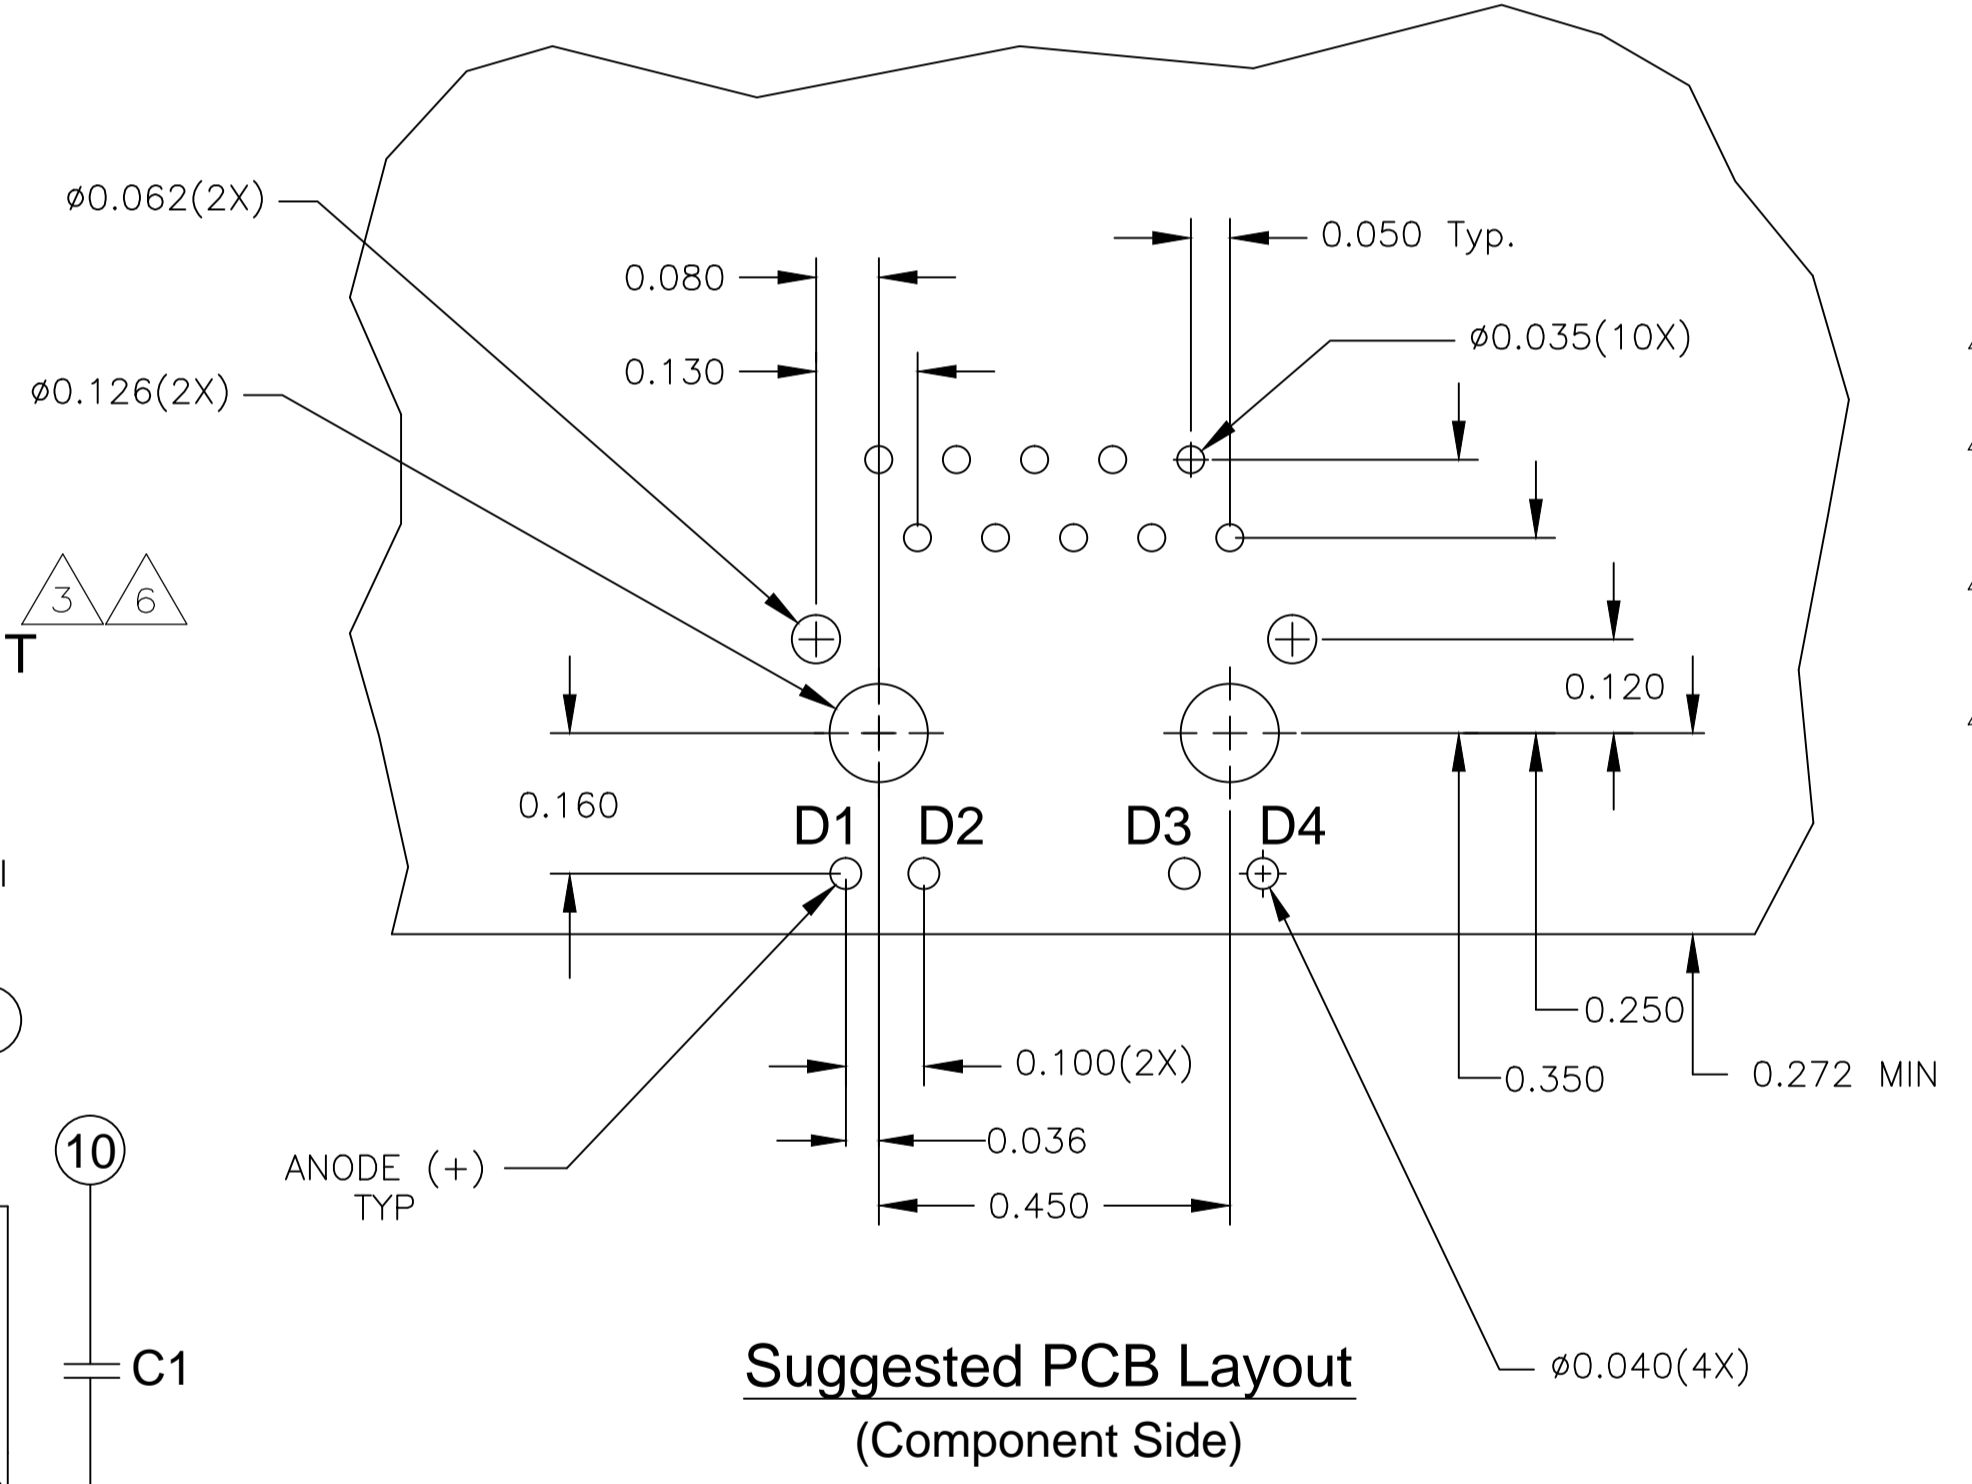 ø0.062(2X)
0.050 Typ.
0.080
ø0.035(10X)
0.130
ø0.126(2X)
3
6
T
0.120
0.160
D1
D2
D3
D4
0.250
0.100(2X)
0.350
0.272 MIN
0.036
10
ANODE (+)
TYP
0.450
C1
Suggested PCB Layout
ø0.040(4X)
(Component Side)